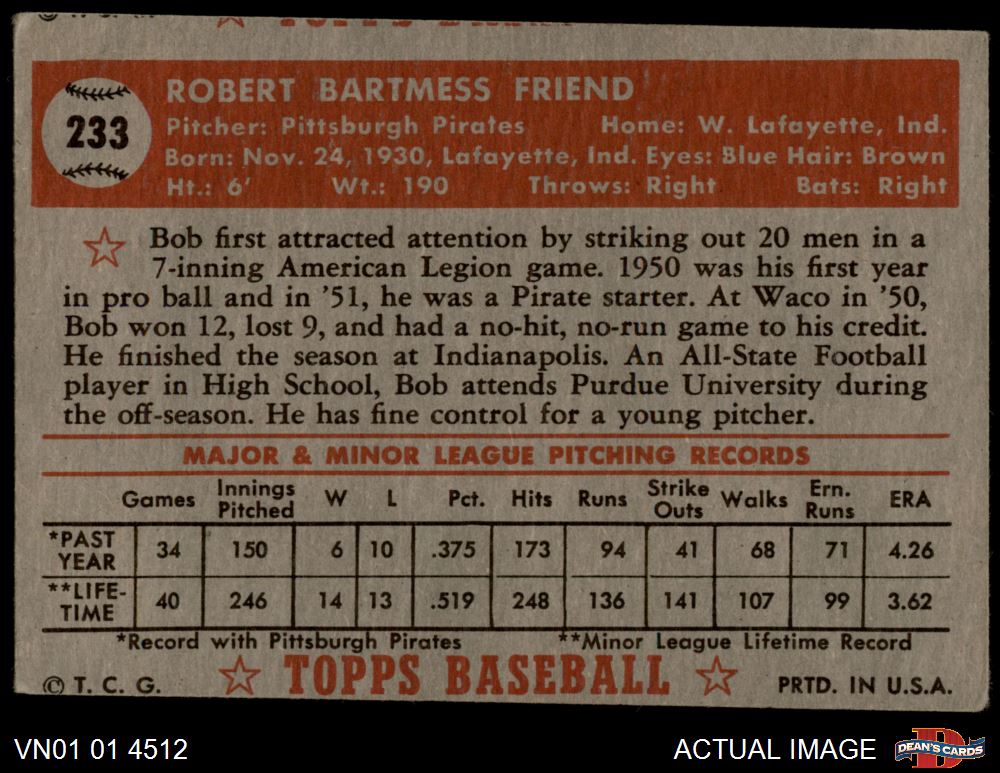 TOPPS BASEBALL
233
ROBERT BARTMESS FRIEND
Pitcher: Pittsburgh Pirates Home: W. Lafayette, Ind.
Born: Nov. 24, 1930, Lafayette, Ind. Eyes: Blue Hair: Brown
Ht.: 6' Wt.: 190 Throws: Right Bats: Right
Bob first attracted attention by striking out 20 men in a
7-inning American Legion game. 1950 was his first year
in pro ball and in '51, he was a Pirate starter. At Waco in '50,
Bob won 12, lost 9, and had a no-hit, no-run game to his credit.
He finished the season at Indianapolis. An All-State Football
player in High School, Bob attends Purdue University during
the off-season. He has fine control for a young pitcher.
MAJOR & MINOR LEAGUE PITCHING RECORDS
Games Innings Pitched W L Pct. Hits Runs Strike Outs Walks Ern. Runs ERA
*PAST YEAR 34 150 6 10 .375 173 94 41 68 71 4.26
**LIFE-TIME 40 246 14 13 .519 248 136 141 107 99 3.62
*Record with Pittsburgh Pirates **Minor League Lifetime Record
© T. C. G. TOPPS BASEBALL PRTD. IN U.S.A.
VN01 01 4512 ACTUAL IMAGE DEAN'S CARDS